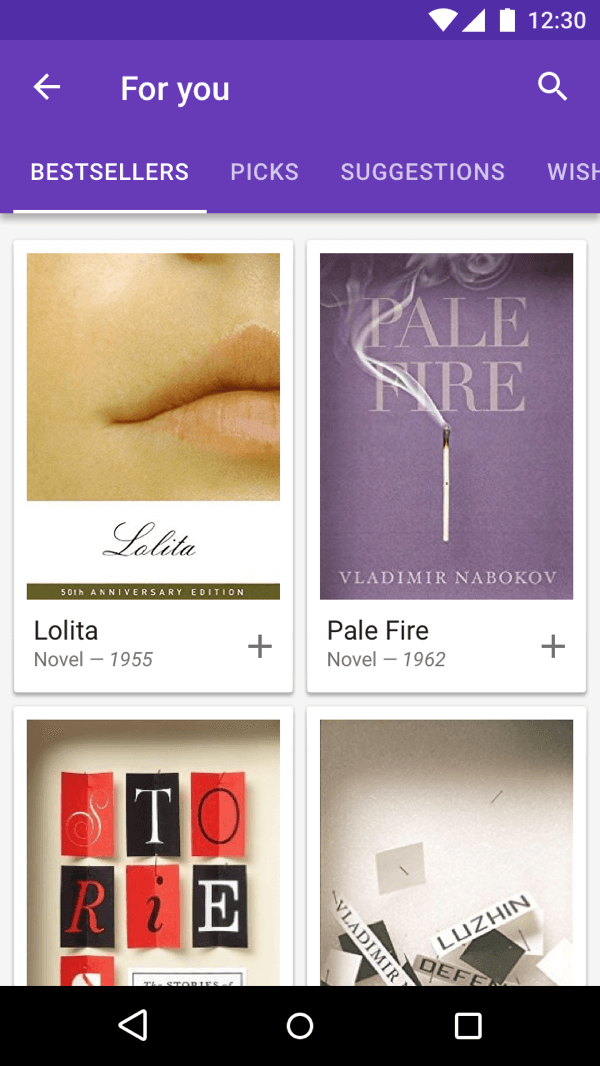 12:30
For you
BESTSELLERS PICKS SUGGESTIONS WISH
Lolita
50th ANNIVERSARY EDITION
Lolita
Novel — 1955
PALE
FIRE
VLADIMIR NABOKOV
Pale Fire
Novel — 1962
STO
RiE
S
The STORIES of
LUZHIN
VLADIMIR N
DEFEN